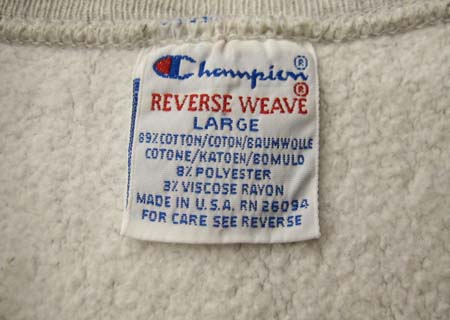 Champion®
REVERSE WEAVE®
LARGE
89% COTTON/COTON/BAUMWOLLE
COTONE/KATOEN/BOMULD
8% POLYESTER
3% VISCOSE RAYON
MADE IN U.S.A. RN 26094
FOR CARE SEE REVERSE